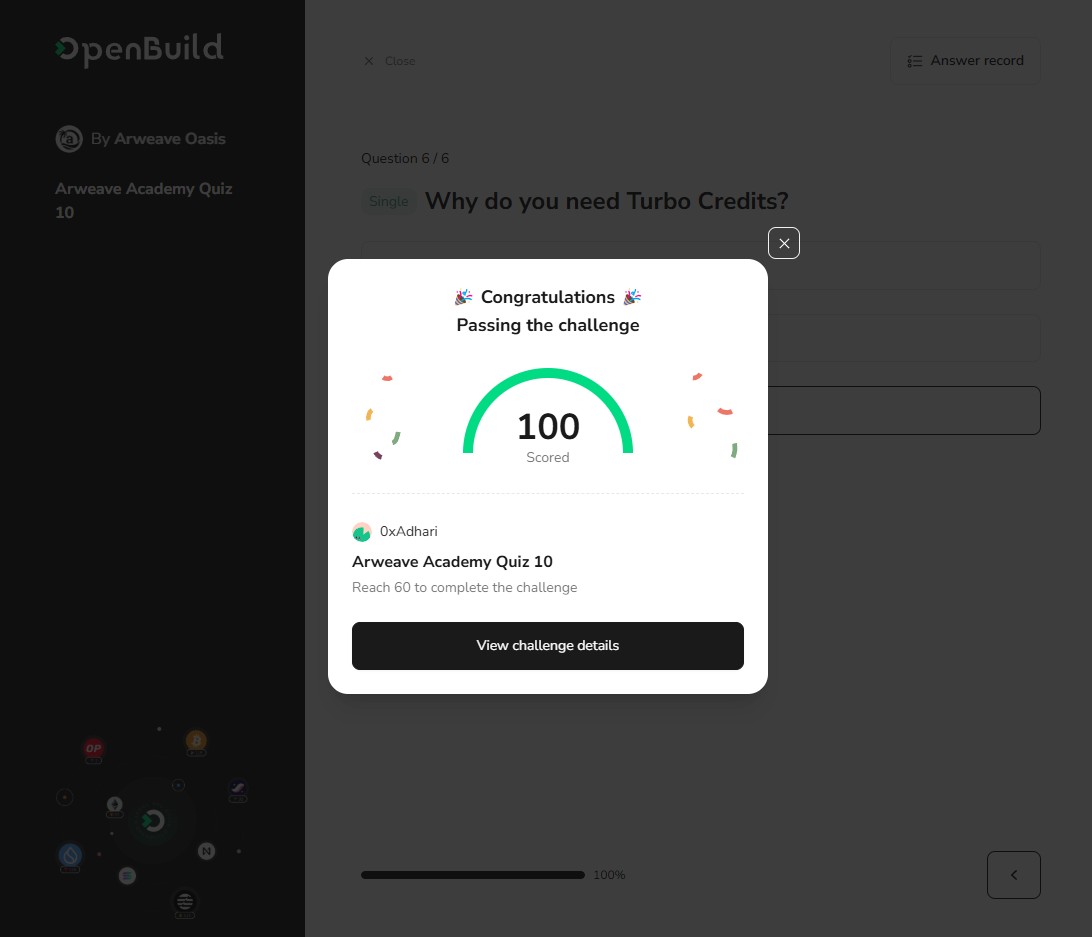 OpenBuild
By Arweave Oasis
Arweave Academy Quiz
10
Close
Answer record
Question 6 / 6
Single
Why do you need Turbo Credits?
Congratulations
Passing the challenge
100
Scored
0xAdhari
Arweave Academy Quiz 10
Reach 60 to complete the challenge
View challenge details
OP
100%